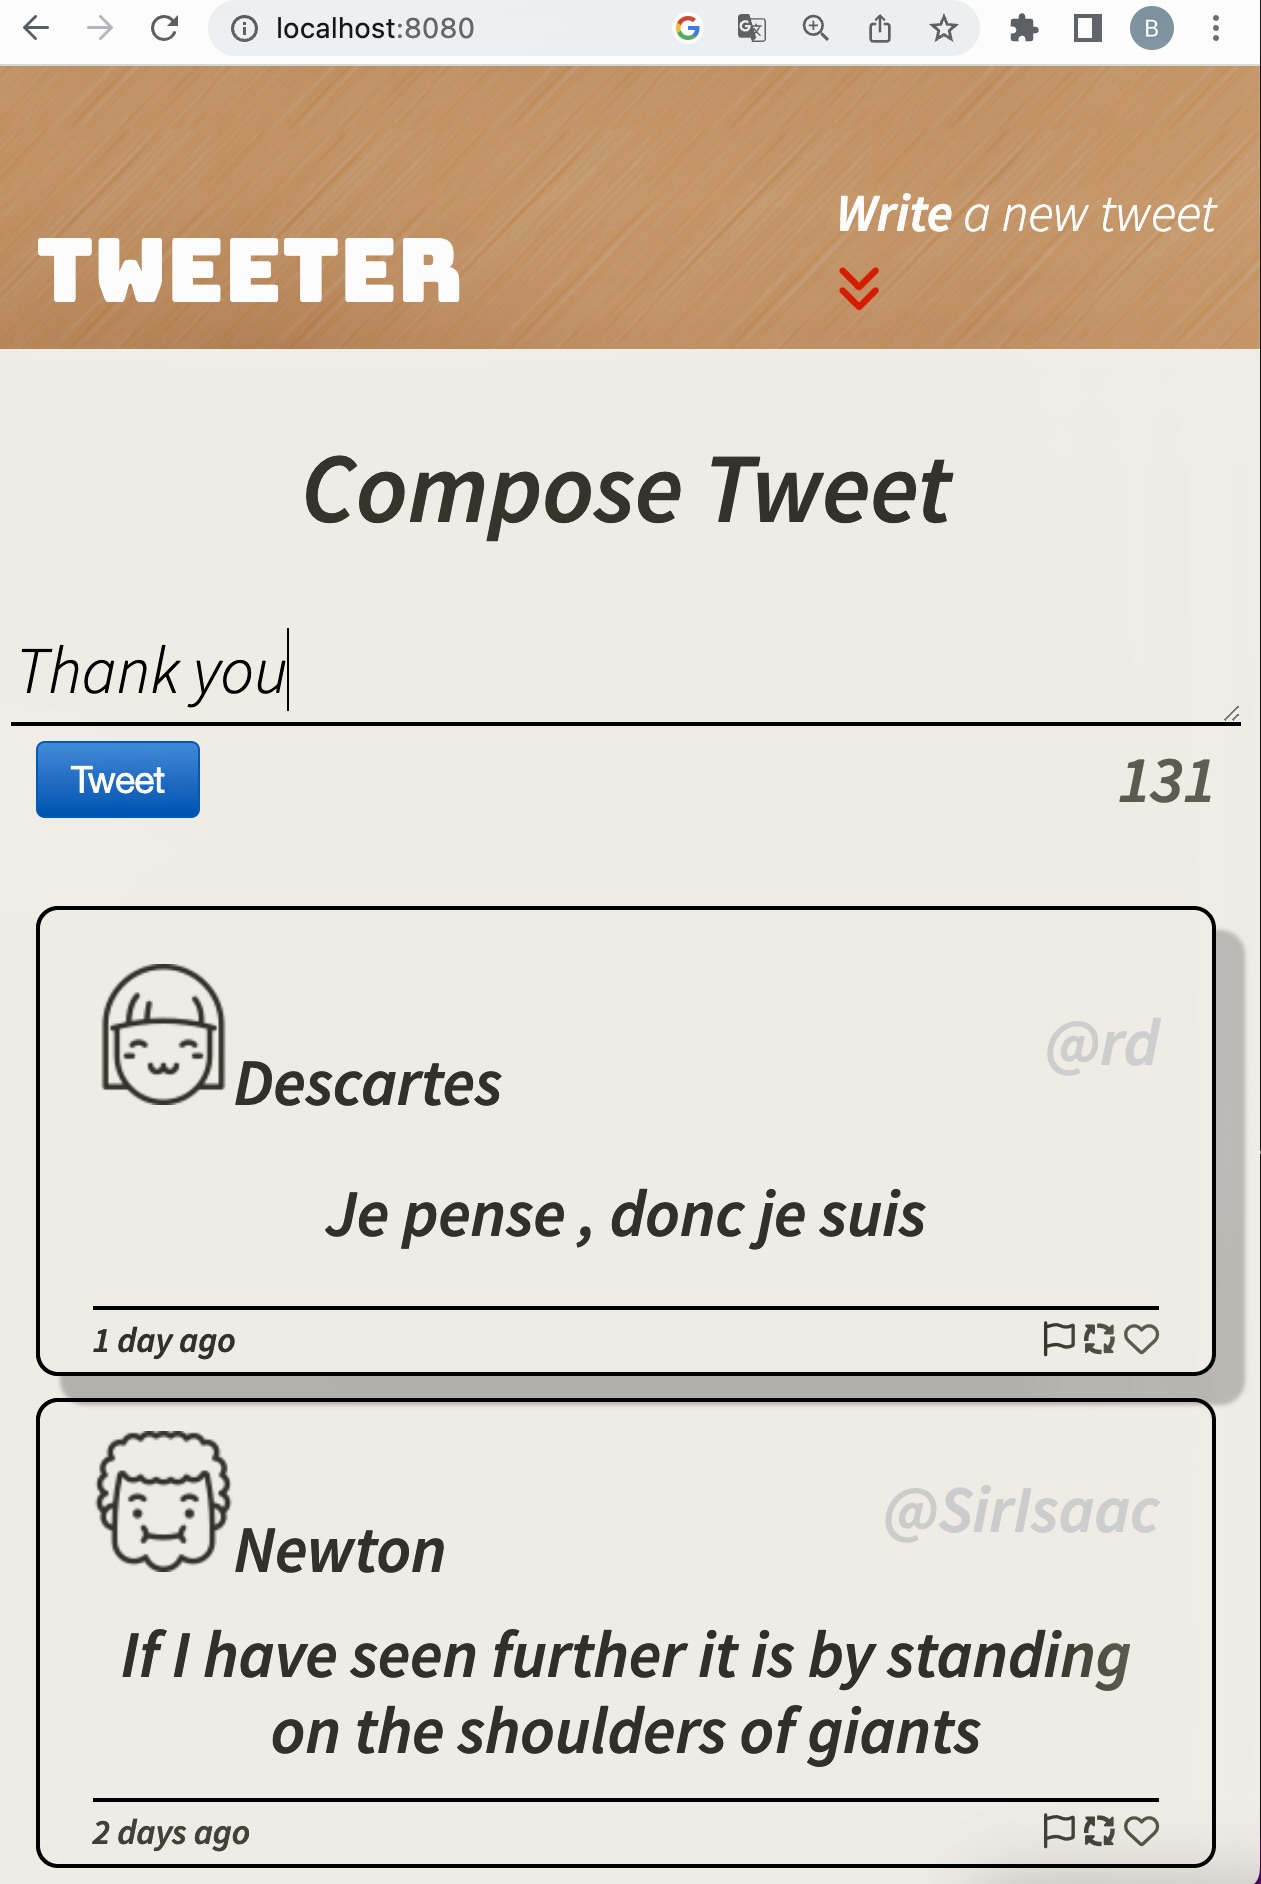 localhost:8080
B
Write a new tweet
TWEETER
Compose Tweet
Thank you
Tweet
131
@rd
Descartes
Je pense , donc je suis
1 day ago
@SirIsaac
Newton
If I have seen further it is by standing
on the shoulders of giants
2 days ago